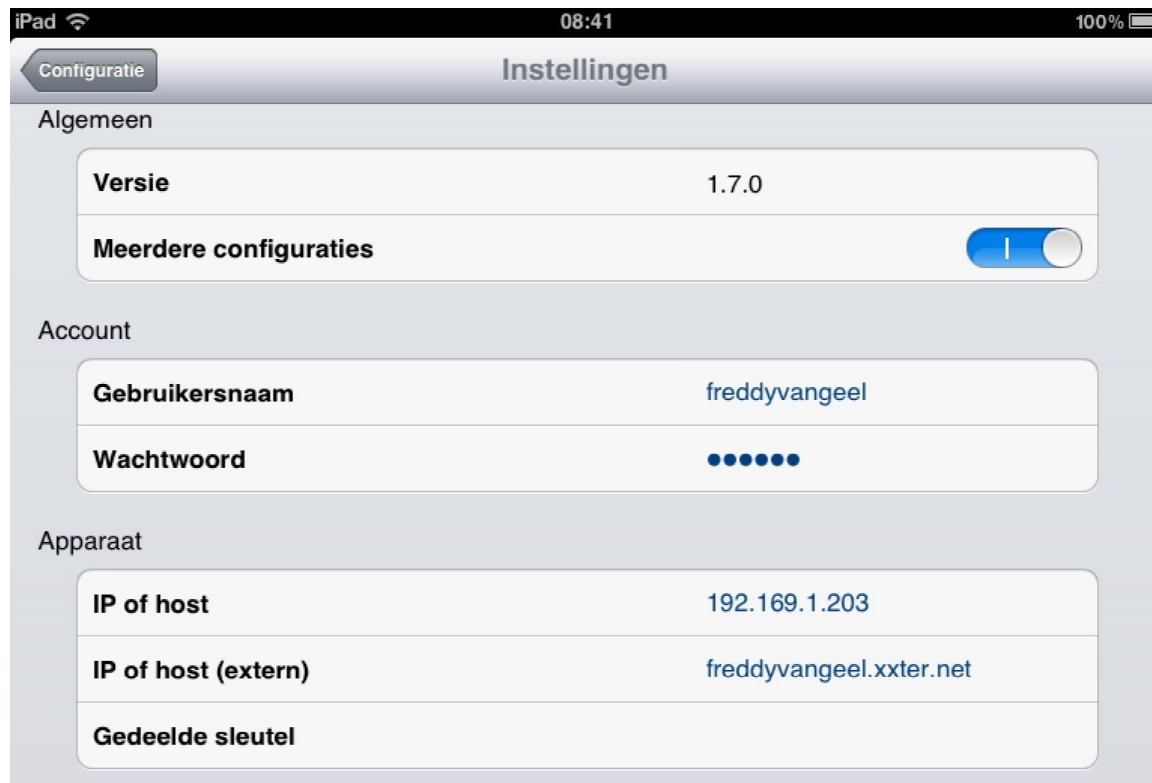 iPad 08:41 100%
Configuratie Instellingen
Algemeen
Versie 1.7.0
Meerdere configuraties
Account
Gebruikersnaam freddyvangeel
Wachtwoord ●●●●●●
Apparaat
IP of host 192.169.1.203
IP of host (extern) freddyvangeel.xxter.net
Gedeelde sleutel